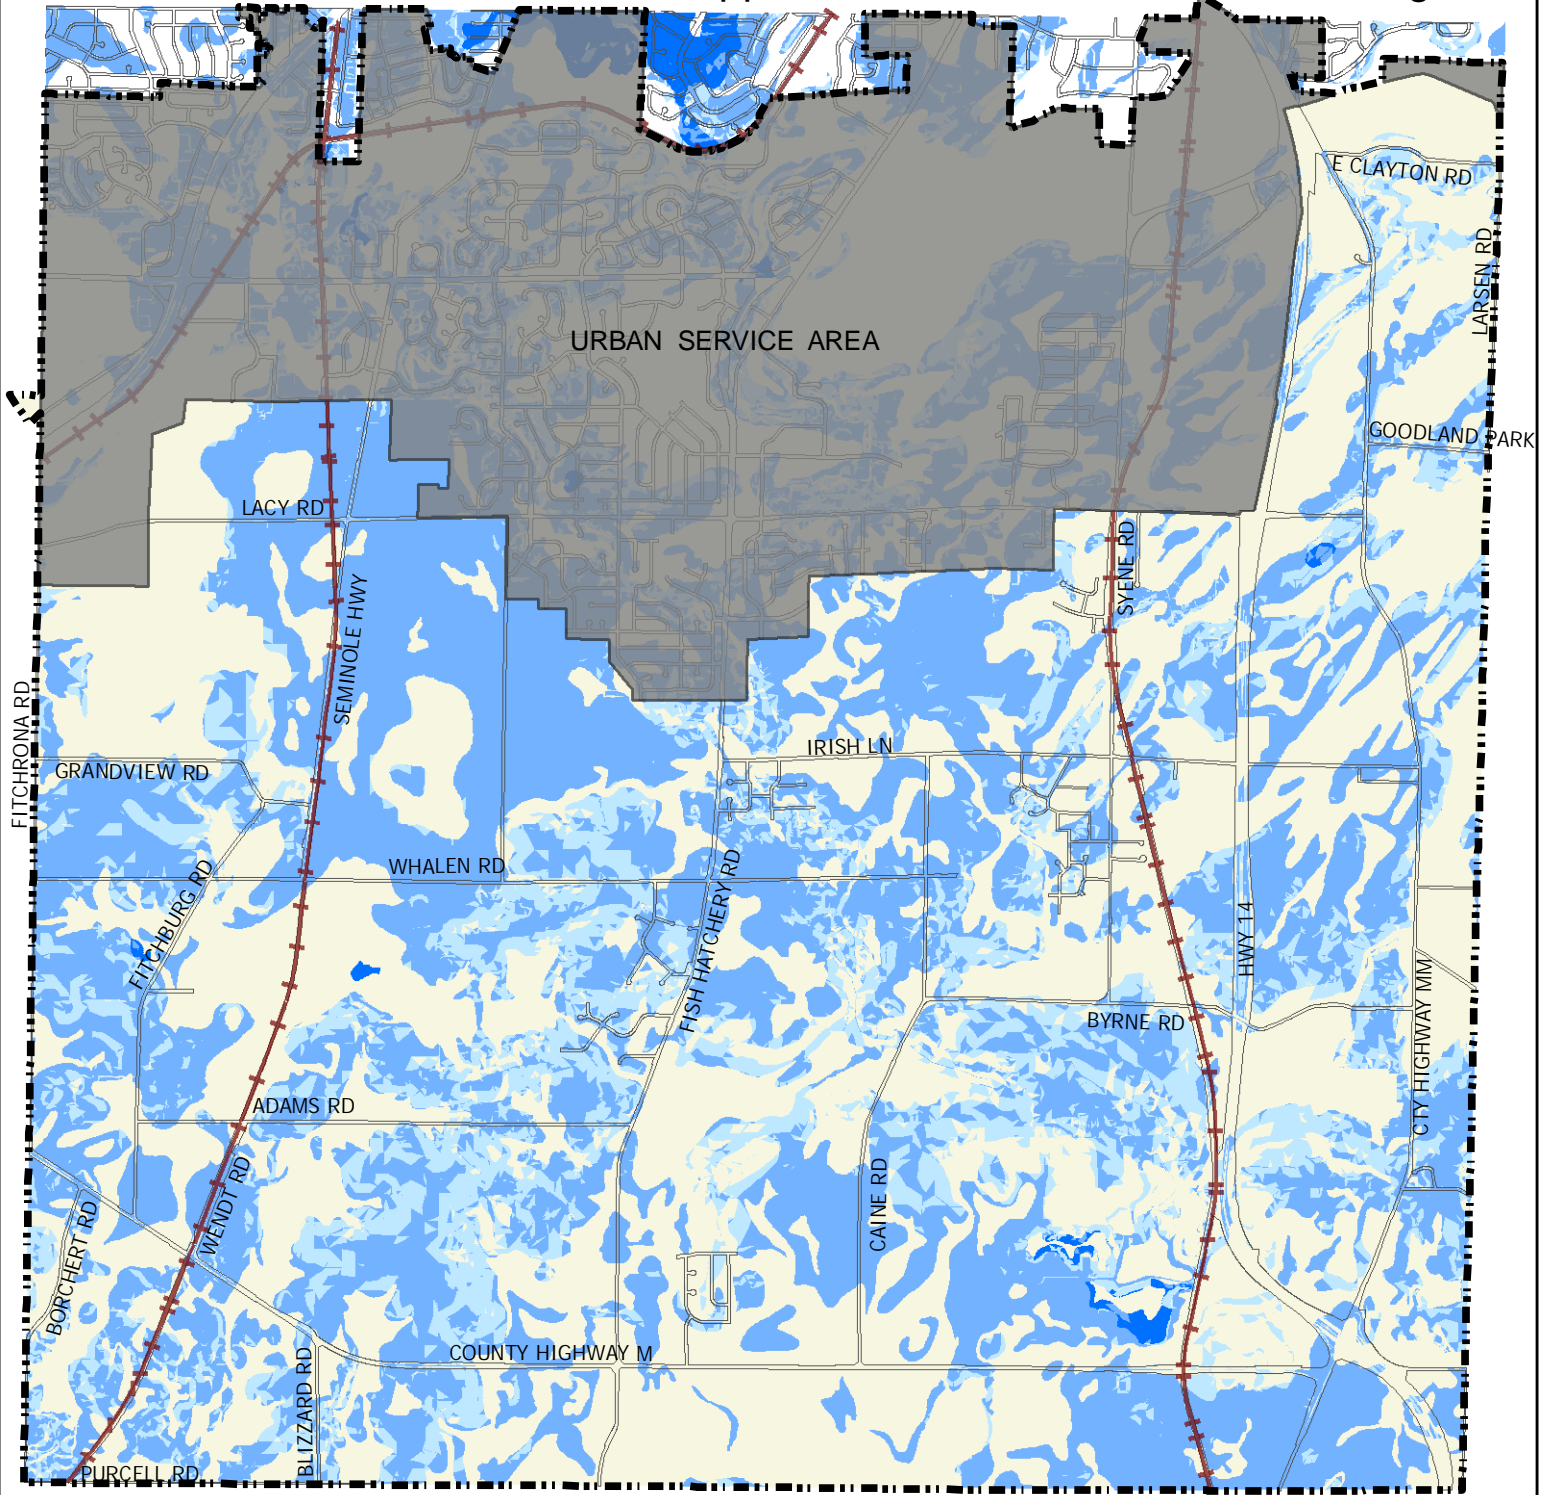 E CLAYTON RD
LARSEN RD
URBAN SERVICE AREA
GOODLAND PARK
LACY RD
SYENE RD
SEMINOLE HWY
FITCHRONA RD
IRISH LN
GRANDVIEW RD
WHALEN RD
FITCHBURG RD
FISH HATCHERY RD
HWY 14
CTY HIGHWAY MM
BYRNE RD
ADAMS RD
WENDT RD
CAINE RD
BORCHERT RD
COUNTY HIGHWAY M
BLIZZARD RD
PURCELL RD